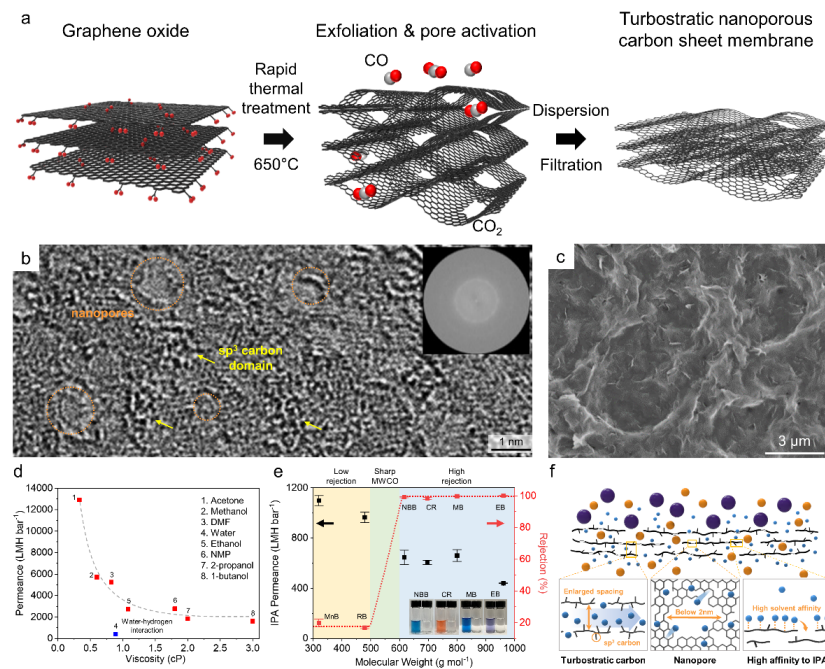 a
Graphene oxide
Exfoliation & pore activation
Turbostratic nanoporous
carbon sheet membrane
Rapid
thermal
treatment
650°C
CO
CO2
Dispersion
Filtration
b
nanopores
sp3 carbon
domain
1 nm
c
3 µm
d
Permeance (LMH bar-1)
14000
12000
10000
8000
6000
4000
2000
0
1
2
3
4
5
6
7
8
1. Acetone
2. Methanol
3. DMF
4. Water
5. Ethanol
6. NMP
7. 2-propanol
8. 1-butanol
Water-hydrogen
interaction
0.0 0.5 1.0 1.5 2.0 2.5 3.0
Viscosity (cP)
e
IPA Permeance (LMH bar-1)
1200
800
400
0
Low
rejection
Sharp
MWCO
High
rejection
NBB CR MB EB
NBB CR MB EB
MnB RB
100
80
60
40
20
Rejection (%)
300 400 500 600 700 800 900 1000
Molecular Weight (g mol-1)
f
Enlarged spacing
sp3 carbon
Turbostratic carbon
Below 2nm
Nanopores
High solvent affinity
High affinity to IPA